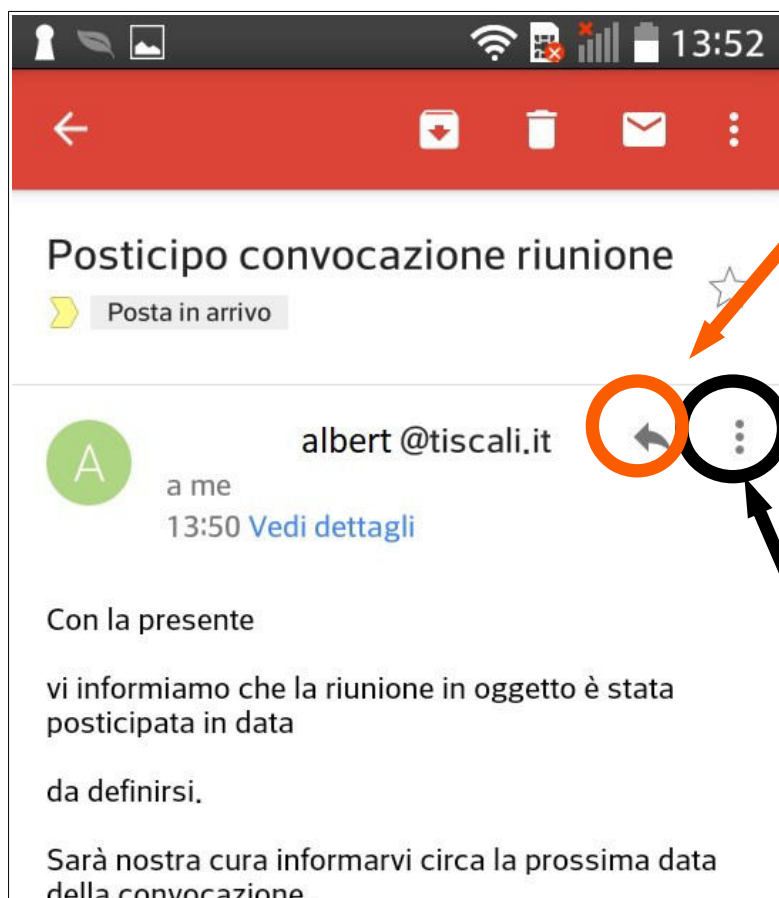 13:52
Posticipo convocazione riunione
Posta in arrivo
albert @tiscali.it
A
a me
13:50 Vedi dettagli
Con la presente
vi informiamo che la riunione in oggetto è stata
posticipata in data
da definirsi.
Sarà nostra cura informarvi circa la prossima data
della convocazione.